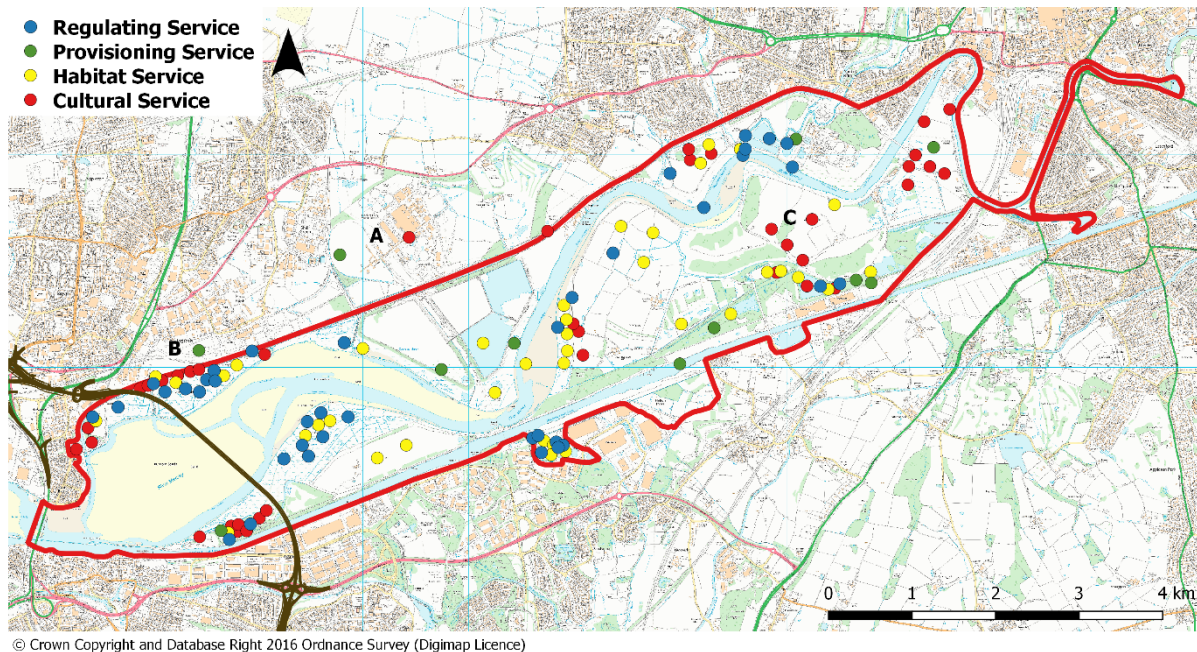 Regulating Service
Provisioning Service
Habitat Service
Cultural Service
A
B
C
0 1 2 3 4 km
© Crown Copyright and Database Right 2016 Ordnance Survey (Digimap Licence)